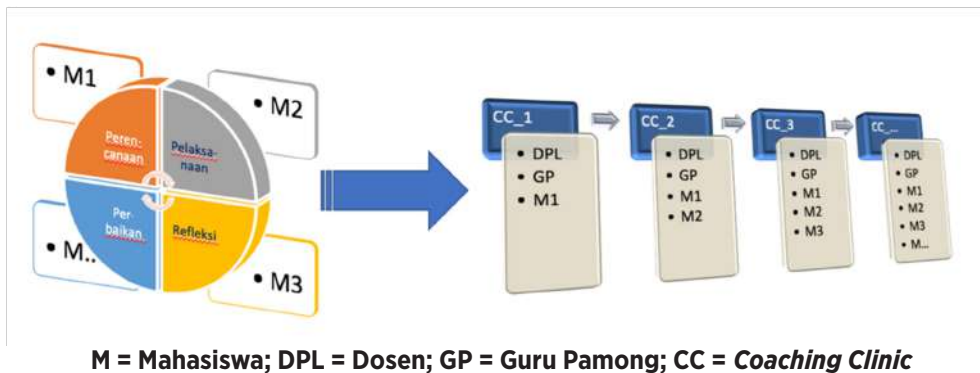 • M1
• M2
Peren-
canaan
Pelaksa-
naan
Per-
baikan
Refleksi
• M..
• M3
CC_1
• DPL
• GP
• M1
CC_2
• DPL
• GP
• M1
• M2
CC_3
• DPL
• GP
• M1
• M2
• M3
CC_...
• DPL
• GP
• M1
• M2
• M3
• M...
M = Mahasiswa; DPL = Dosen; GP = Guru Pamong; CC = Coaching Clinic